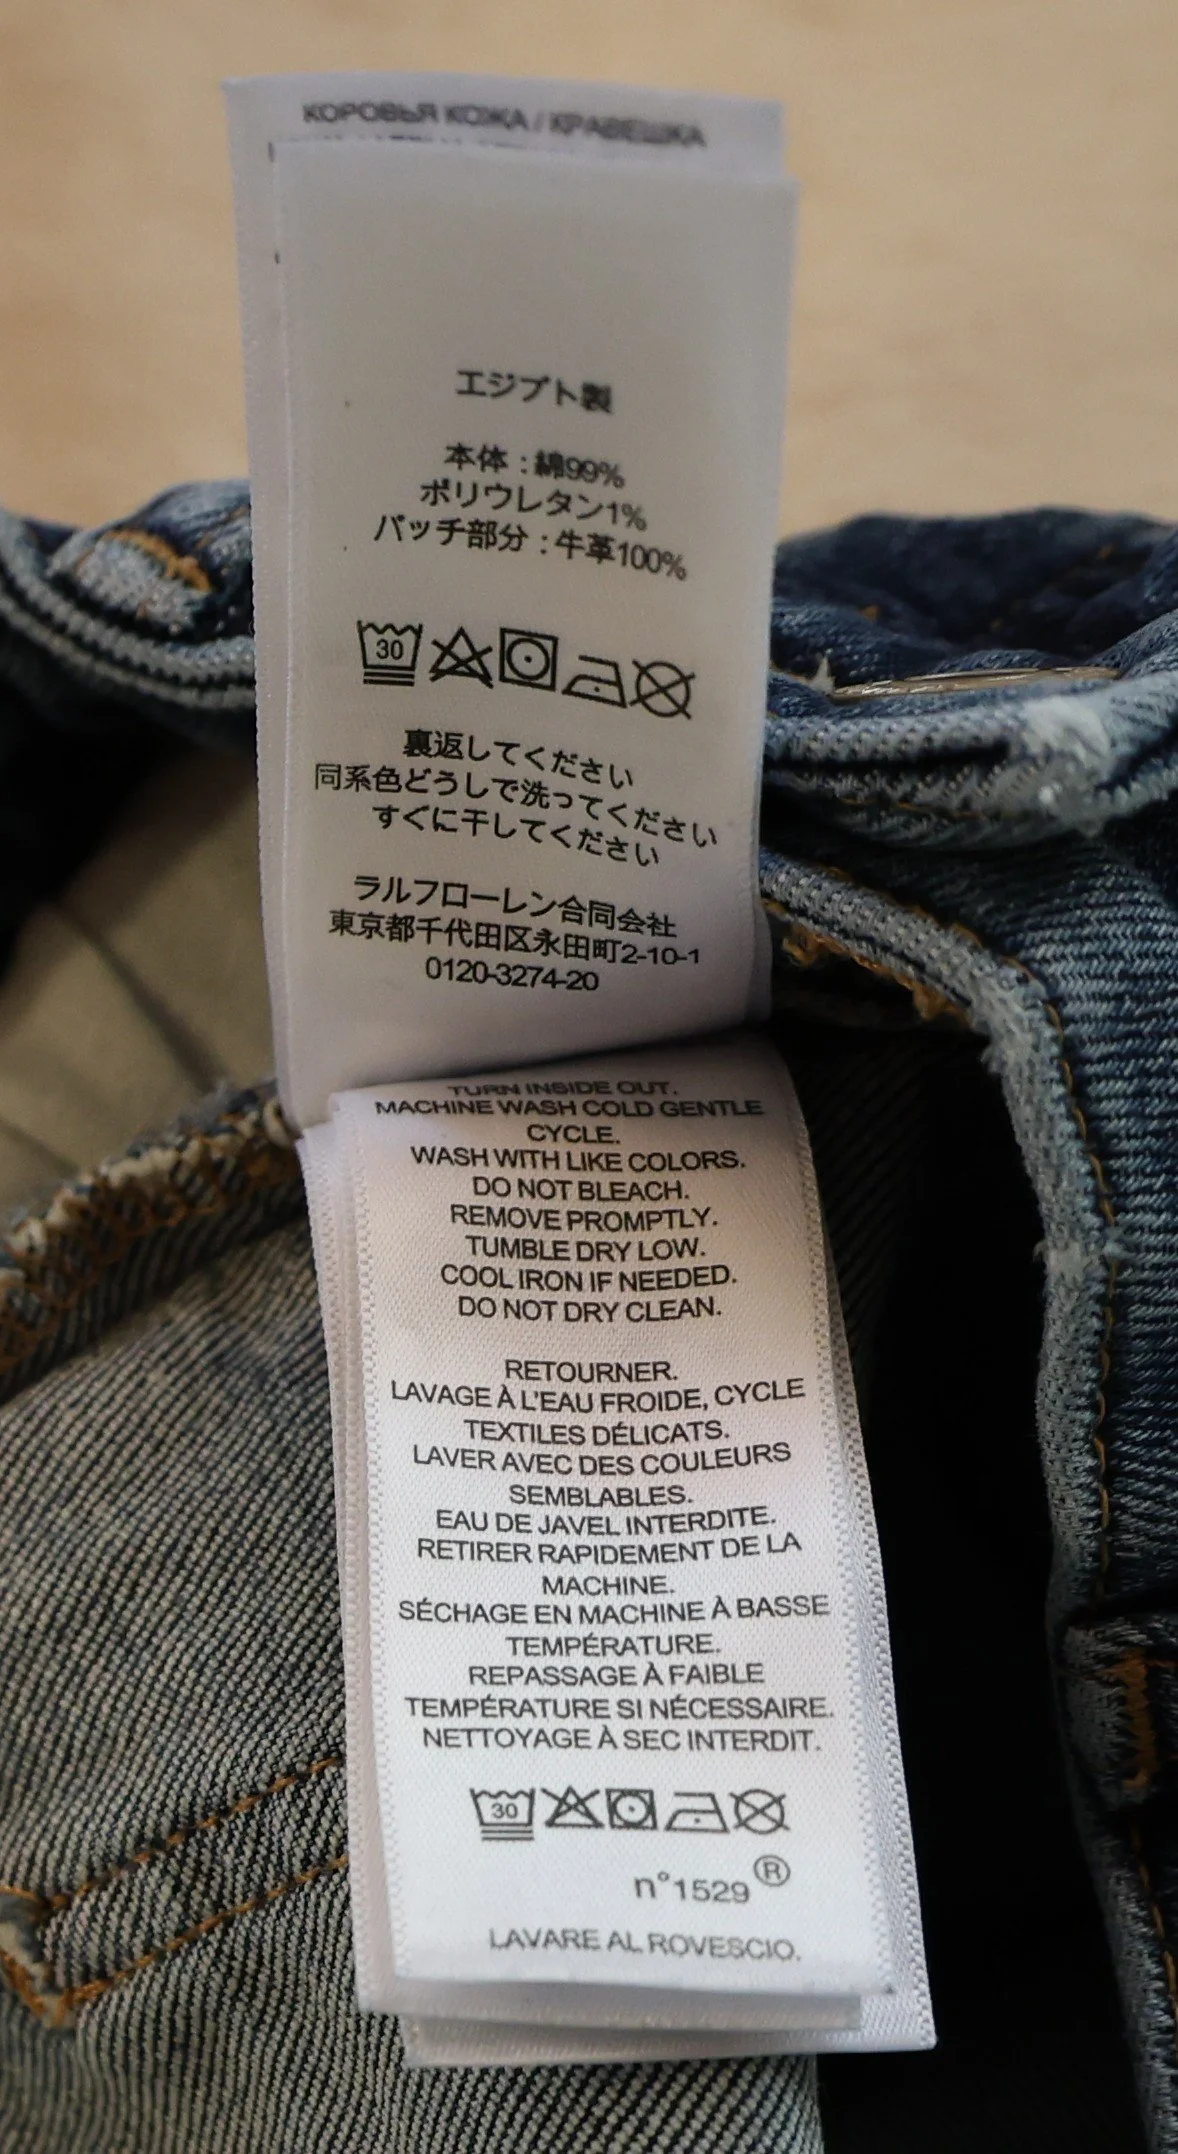 КОРОВЬЯ КОЖА / КРАВЕШКА
エジプト製
本体 : 綿99%
ポリウレタン1%
パッチ部分 : 牛革100%
30
裏返してください
同系色どうしで洗ってください
すぐに干してください
ラルフローレン合同会社
東京都千代田区永田町2-10-1
0120-3274-20
TURN INSIDE OUT.
MACHINE WASH COLD GENTLE
CYCLE.
WASH WITH LIKE COLORS.
DO NOT BLEACH.
REMOVE PROMPTLY.
TUMBLE DRY LOW.
COOL IRON IF NEEDED.
DO NOT DRY CLEAN.
RETOURNER.
LAVAGE À L'EAU FROIDE, CYCLE
TEXTILES DÉLICATS.
LAVER AVEC DES COULEURS
SEMBLABLES.
EAU DE JAVEL INTERDITE.
RETIRER RAPIDEMENT DE LA
MACHINE.
SÉCHAGE EN MACHINE À BASSE
TEMPÉRATURE.
REPASSAGE À FAIBLE
TEMPÉRATURE SI NÉCESSAIRE.
NETTOYAGE À SEC INTERDIT.
30
n°1529®
LAVARE AL ROVESCIO.